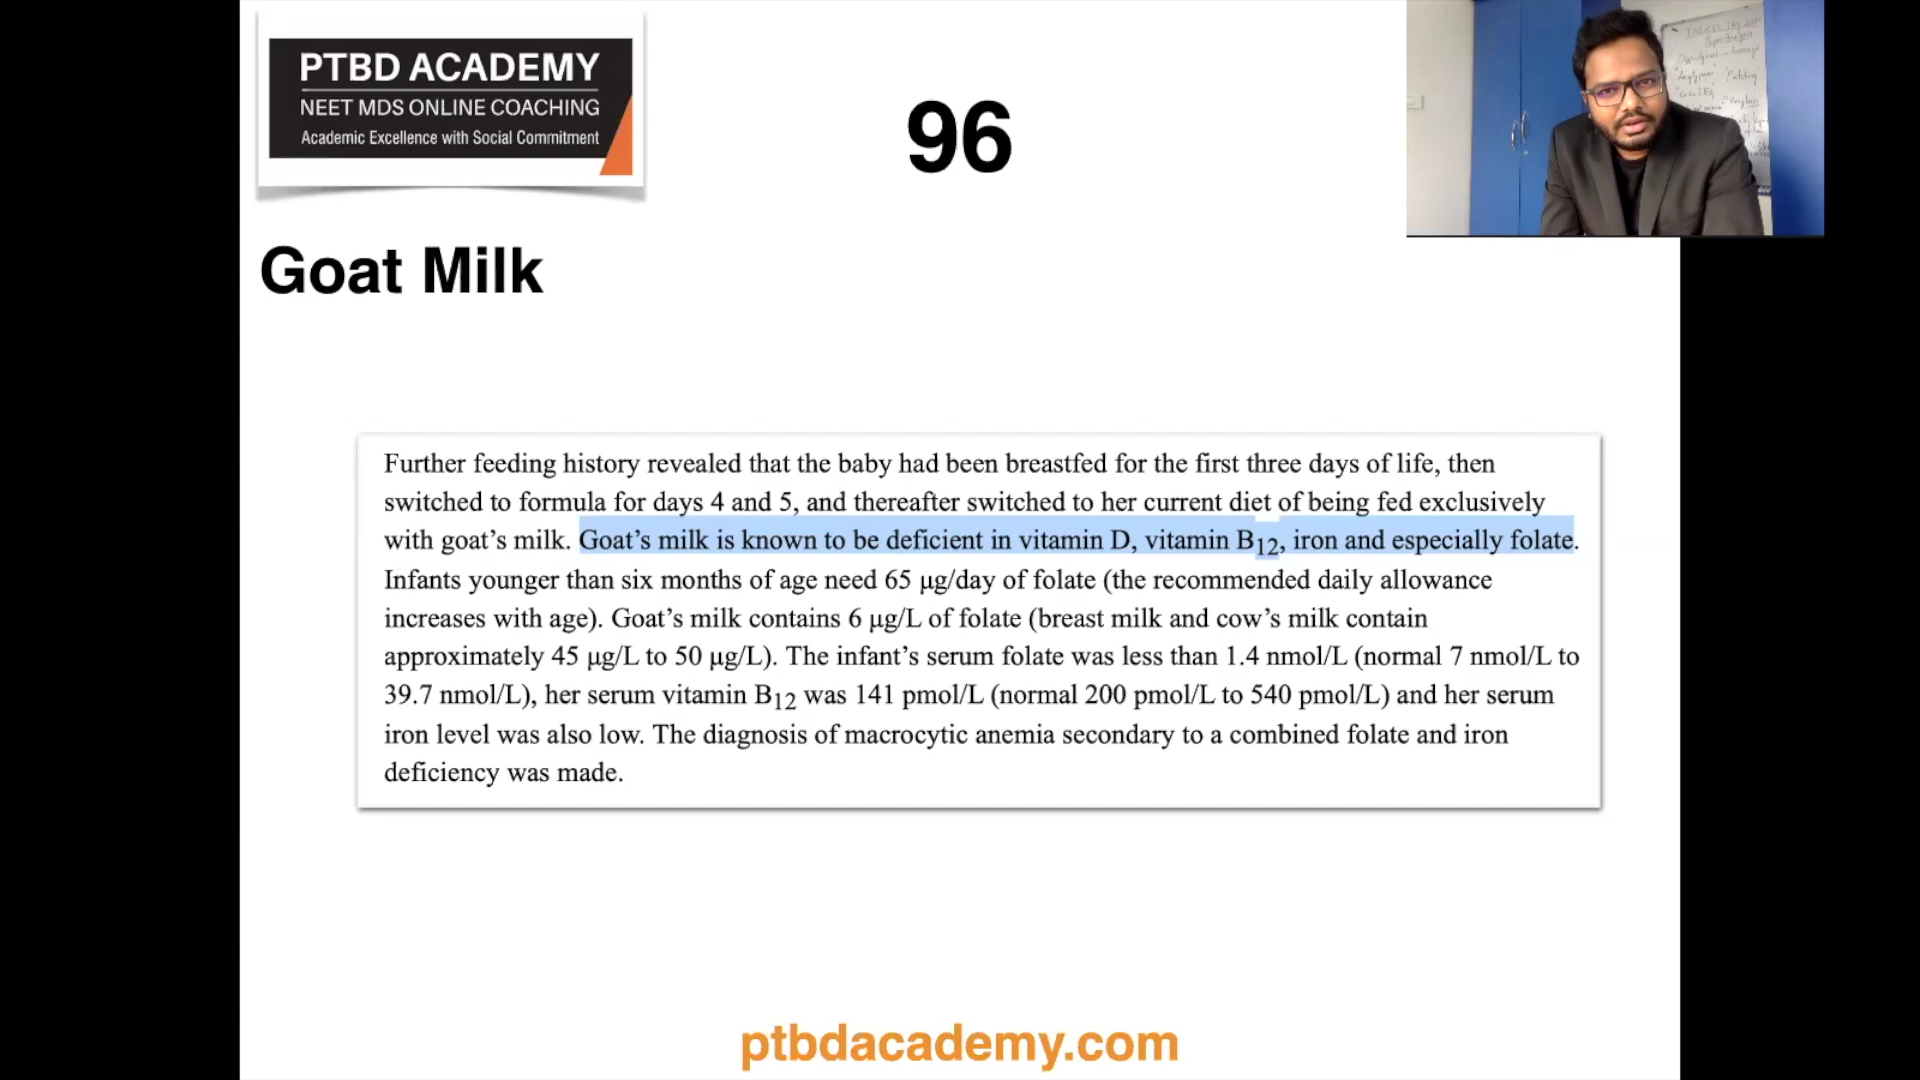 PTBD ACADEMY
NEET MDS ONLINE COACHING
Academic Excellence with Social Commitment
96
Goat Milk
Further feeding history revealed that the baby had been breastfed for the first three days of life, then
switched to formula for days 4 and 5, and thereafter switched to her current diet of being fed exclusively
with goat’s milk. Goat’s milk is known to be deficient in vitamin D, vitamin B12, iron and especially folate.
Infants younger than six months of age need 65 µg/day of folate (the recommended daily allowance
increases with age). Goat’s milk contains 6 µg/L of folate (breast milk and cow’s milk contain
approximately 45 µg/L to 50 µg/L). The infant’s serum folate was less than 1.4 nmol/L (normal 7 nmol/L to
39.7 nmol/L), her serum vitamin B12 was 141 pmol/L (normal 200 pmol/L to 540 pmol/L) and her serum
iron level was also low. The diagnosis of macrocytic anemia secondary to a combined folate and iron
deficiency was made.
ptbdacademy.com